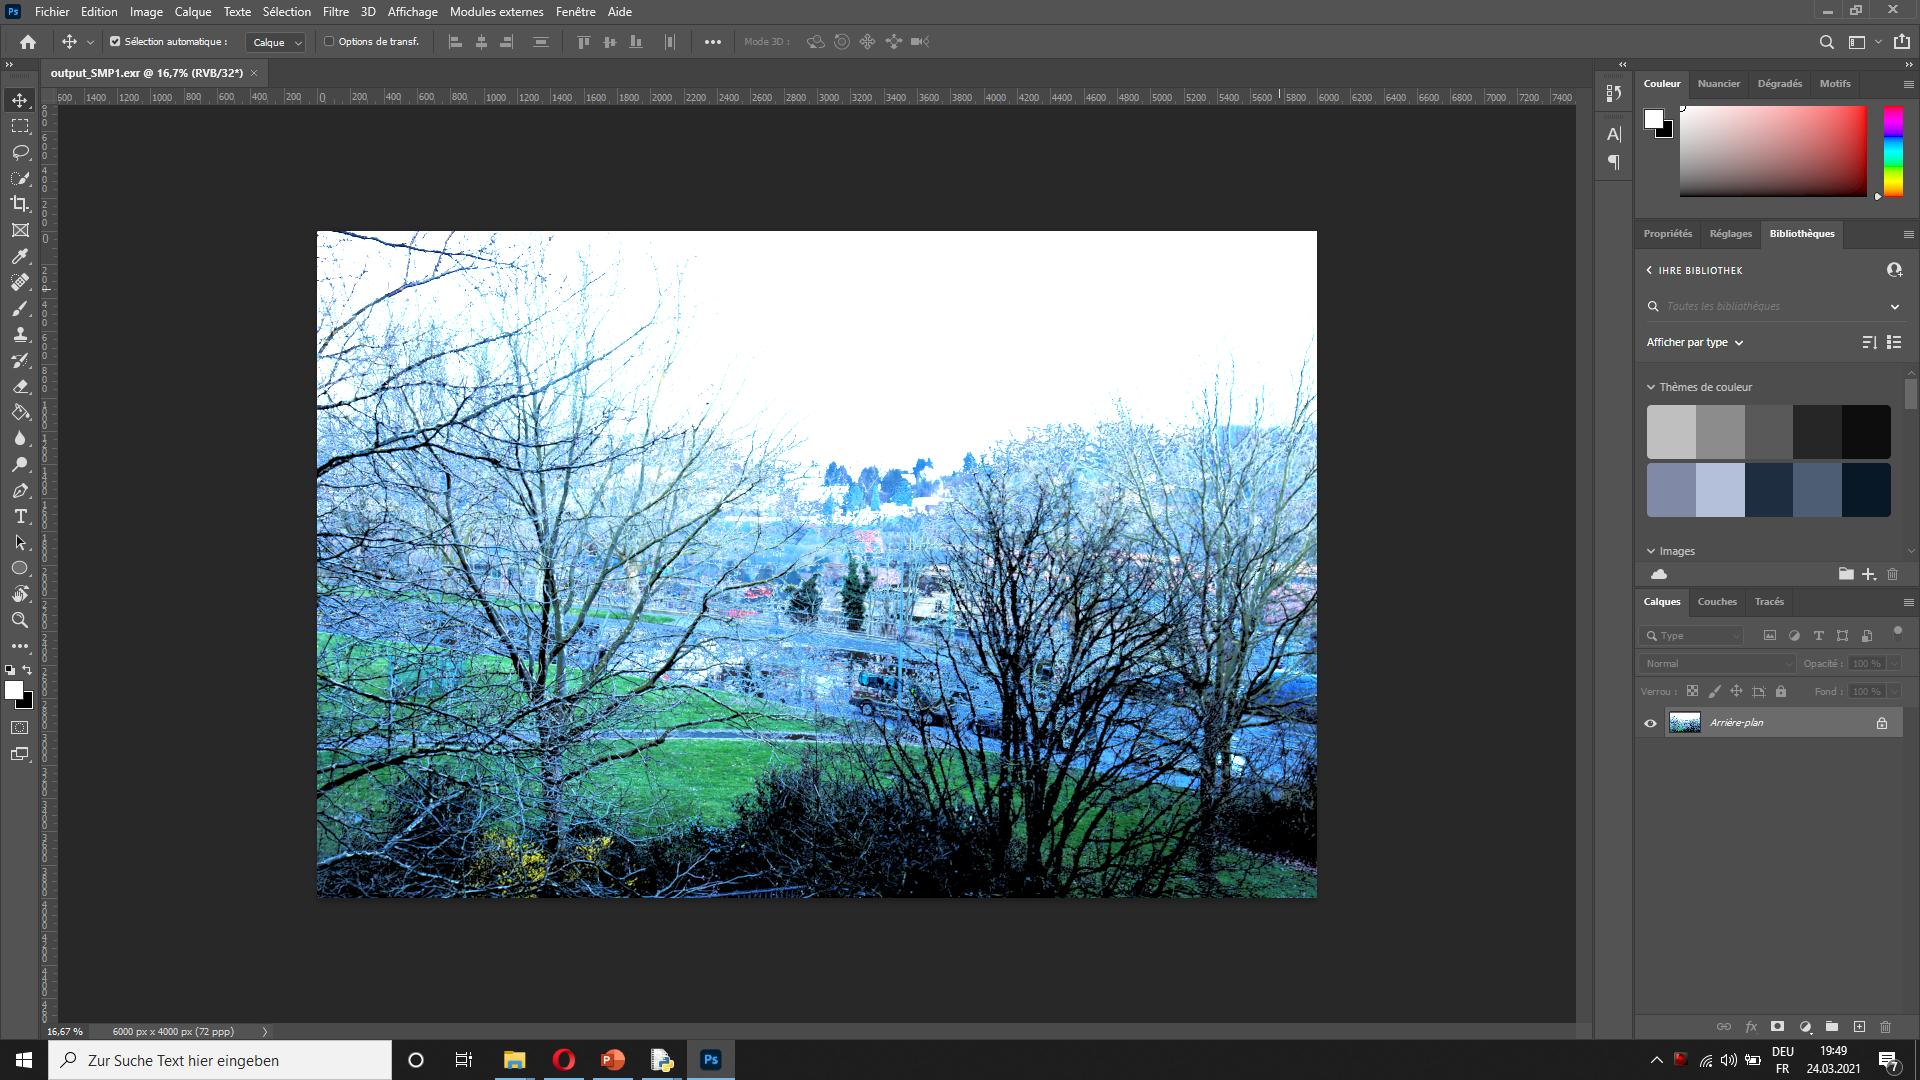 Ps Fichier Edition Image Calque Texte Sélection Filtre 3D Affichage Modules externes Fenêtre Aide
Sélection automatique : Calque Options de transf. Mode 3D :
output_SMP1.exr @ 16,7% (RVB/32*)
1400 1200 1000 800 600 400 200 0 200 400 600 800 1000 1200 1400 1600 1800 2000 2200 2400 2600 2800 3000 3200 3400 3600 3800 4000 4200 4400 4600 4800 5000 5200 5400 5600 5800 6000 6200 6400 6600 6800 7000 7200 7400
Couleur Nuancier Dégradés Motifs
Propriétés Réglages Bibliothèques
IHRE BIBLIOTHEK
Toutes les bibliothèques
Afficher par type
Thèmes de couleur
Images
Calques Couches Tracés
Type
Normal Opacité : 100 %
Verrou : Fond : 100 %
Arrière-plan
fx
16,67 % 6000 px x 4000 px (72 ppp)
Zur Suche Text hier eingeben
Ps
DEU
FR
19:49
24.03.2021
7